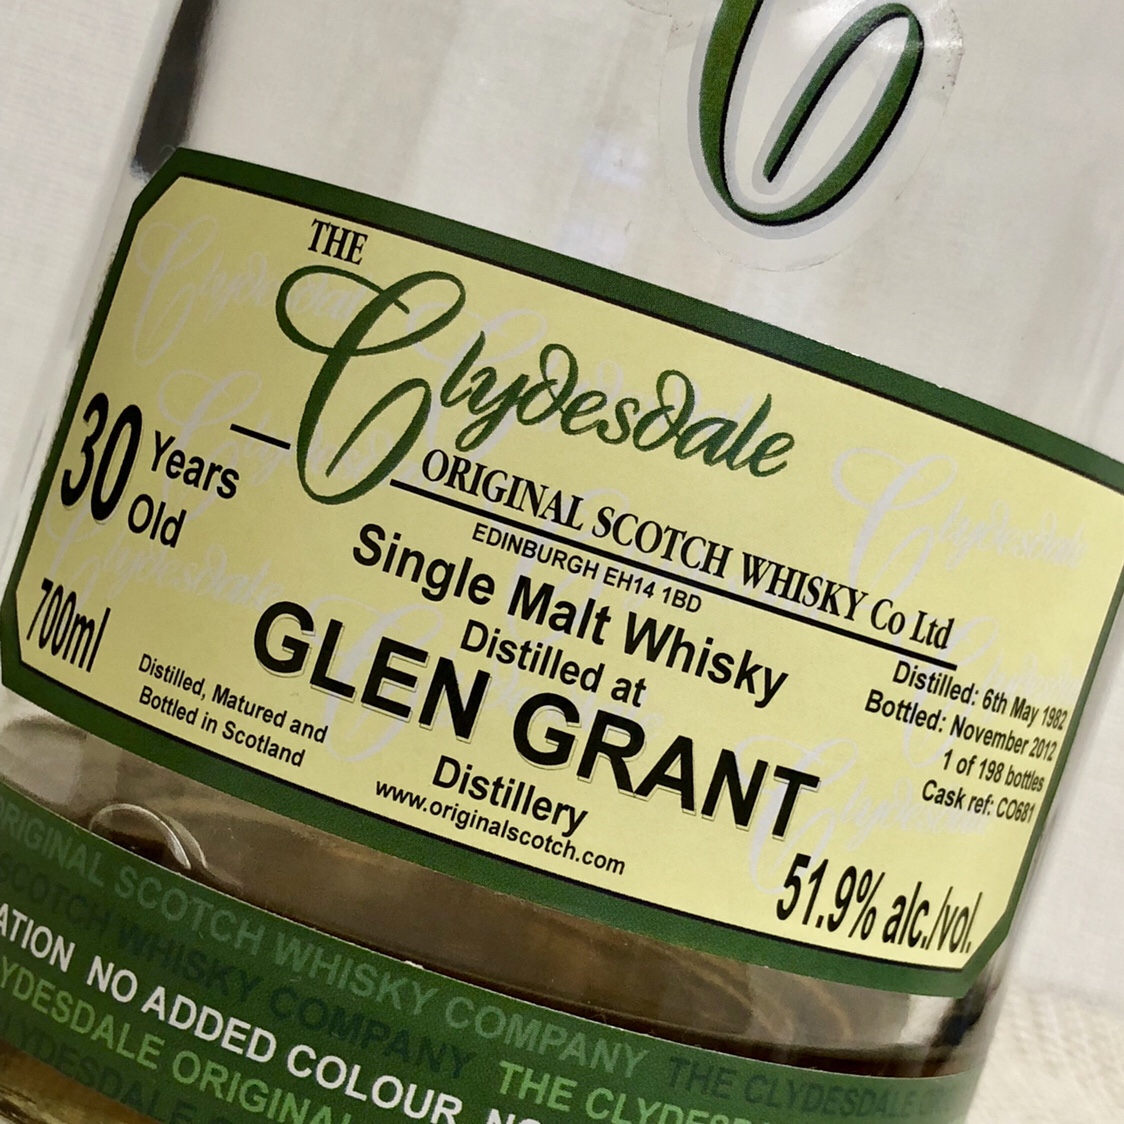 THE
Clydesdale
ORIGINAL SCOTCH WHISKY Co Ltd
EDINBURGH EH14 1BD
30 Years
Old
Single Malt Whisky
Distilled at
GLEN GRANT
Distillery
www.originalscotch.com
700ml
Distilled, Matured and
Bottled in Scotland
Distilled: 6th May 1982
Bottled: November 2012
1 of 198 bottles
Cask ref: CO681
51.9% alc./vol.
ORIGINAL SCOTCH WHISKY COMPANY THE CLYDESDALE
SCOTCH WHISKY COMPANY THE CLYDESD
NO ADDED COLOUR
CLYDESDALE ORIGINAL
CLYDESDALE